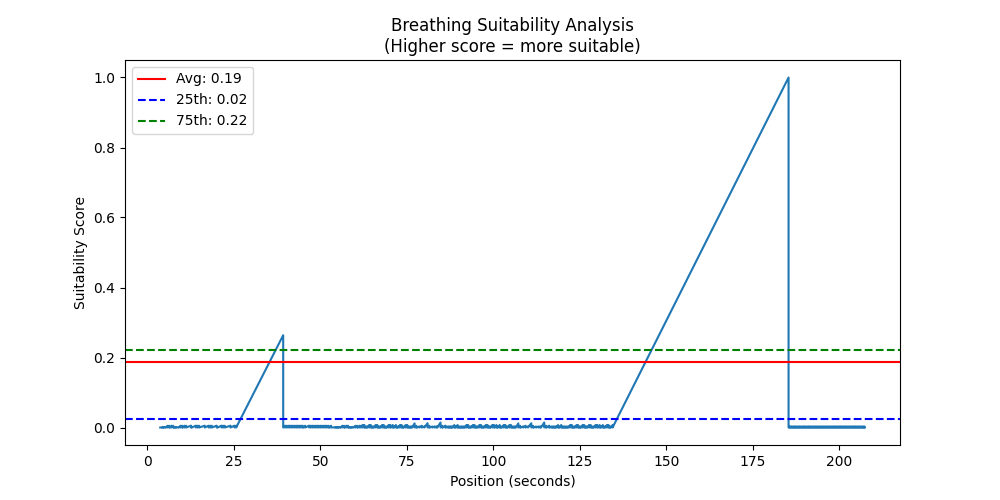 Breathing Suitability Analysis
(Higher score = more suitable)
Avg: 0.19
25th: 0.02
75th: 0.22
Suitability Score
1.0
0.8
0.6
0.4
0.2
0.0
0 25 50 75 100 125 150 175 200
Position (seconds)